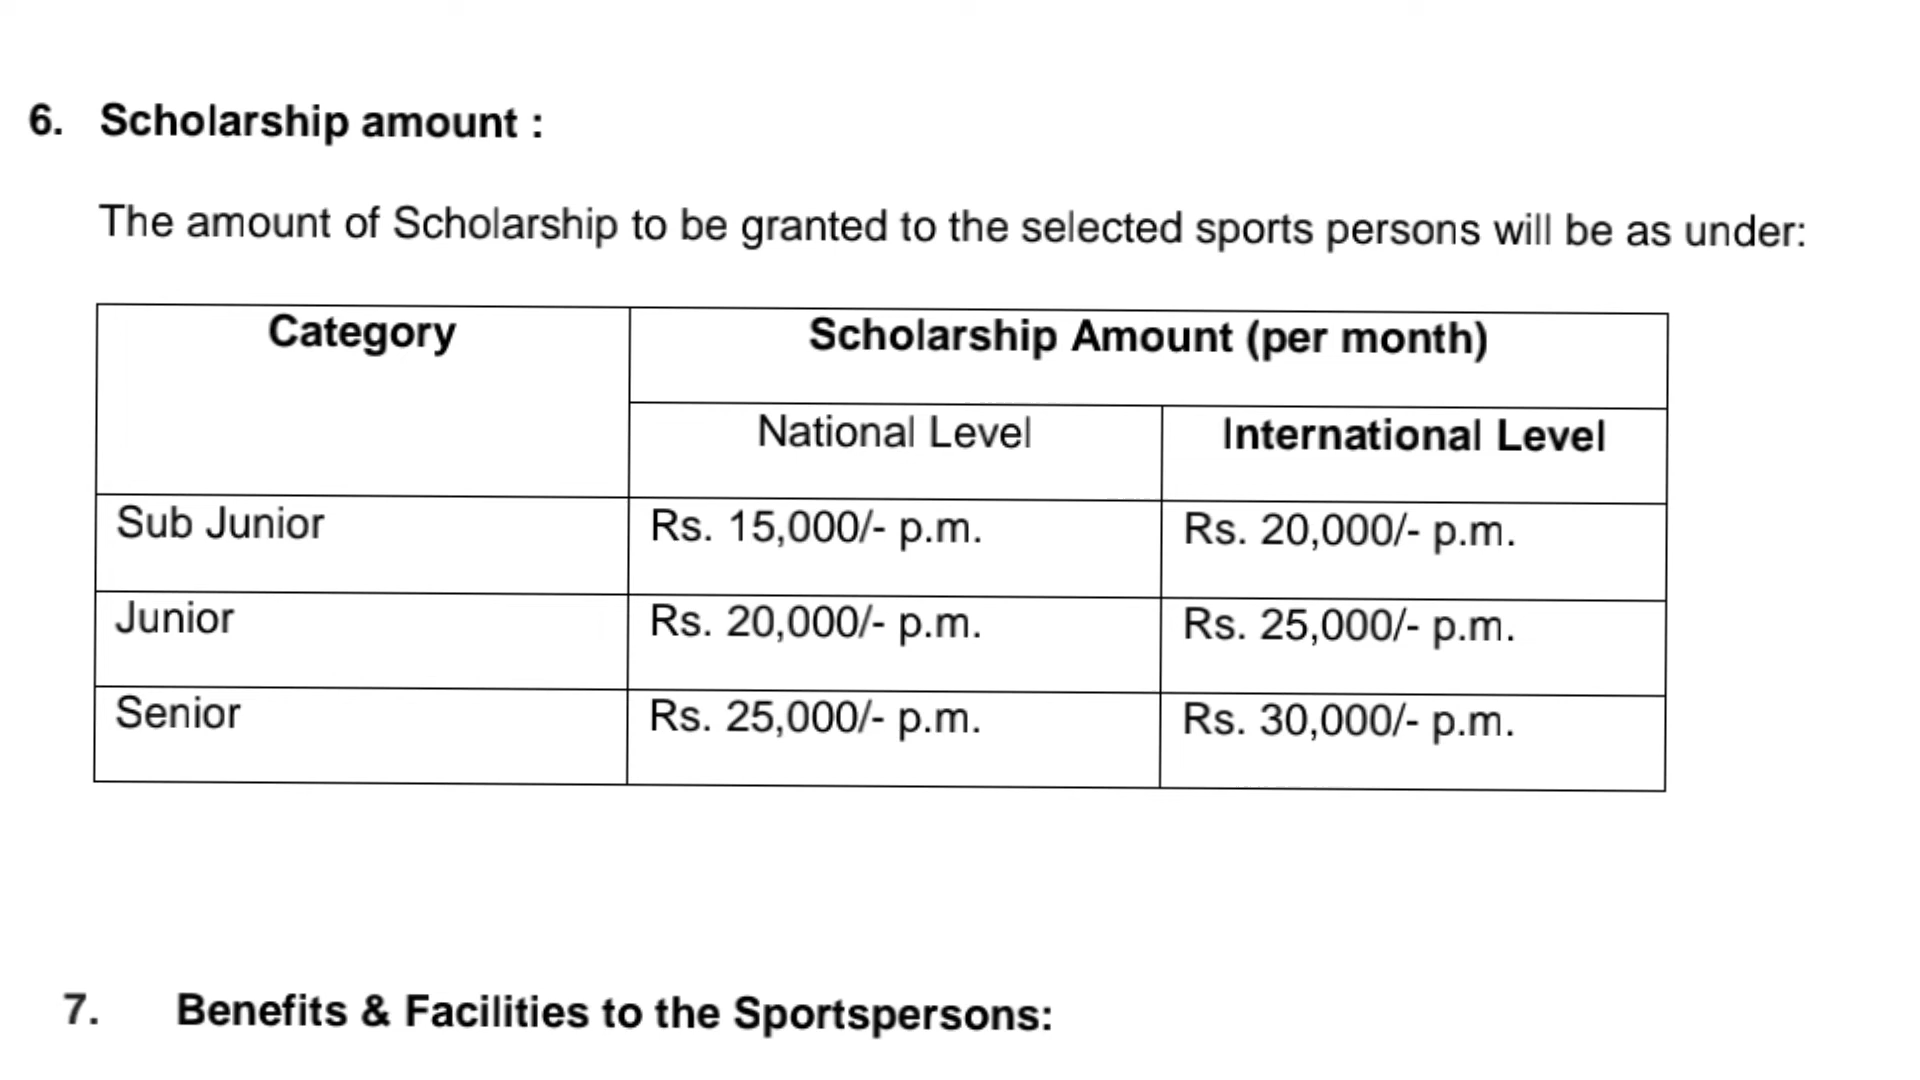 6. Scholarship amount :
The amount of Scholarship to be granted to the selected sports persons will be as under:
Category Scholarship Amount (per month)
National Level International Level
Sub Junior Rs. 15,000/- p.m. Rs. 20,000/- p.m.
Junior Rs. 20,000/- p.m. Rs. 25,000/- p.m.
Senior Rs. 25,000/- p.m. Rs. 30,000/- p.m.
7. Benefits & Facilities to the Sportspersons: